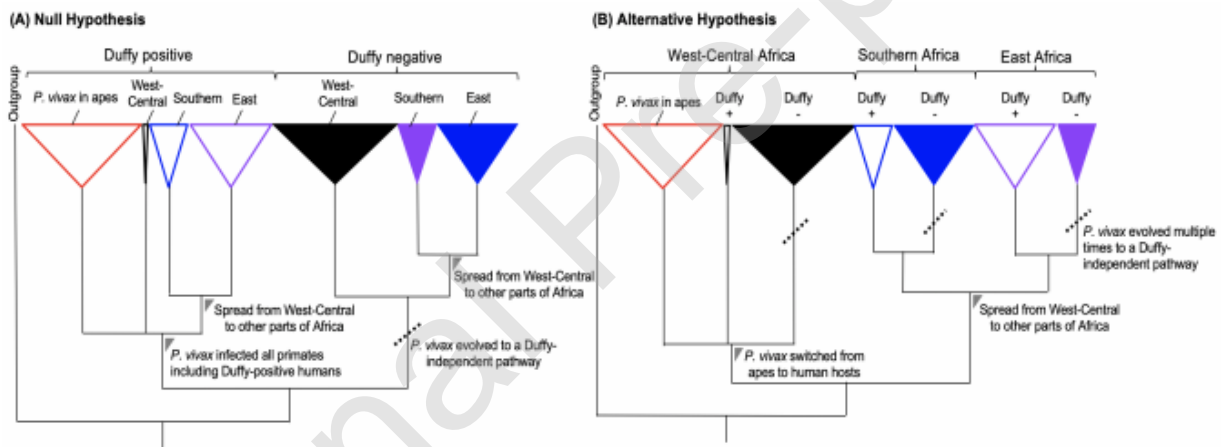 (A) Null Hypothesis
Duffy positive
Duffy negative
Outgroup
P. vivax in apes
West-
Central
Southern
East
West-
Central
Southern
East
Spread from West-Central
to other parts of Africa
Spread from West-Central
to other parts of Africa
P. vivax infected all primates
including Duffy-positive humans
P. vivax evolved to a Duffy-
independent pathway
(B) Alternative Hypothesis
West-Central Africa
Southern Africa
East Africa
Outgroup
P. vivax in apes
Duffy
+
Duffy
-
Duffy
+
Duffy
-
Duffy
+
Duffy
-
P. vivax evolved multiple
times to a Duffy-
independent pathway
Spread from West-Central
to other parts of Africa
P. vivax switched from
apes to human hosts
nal Pre-p